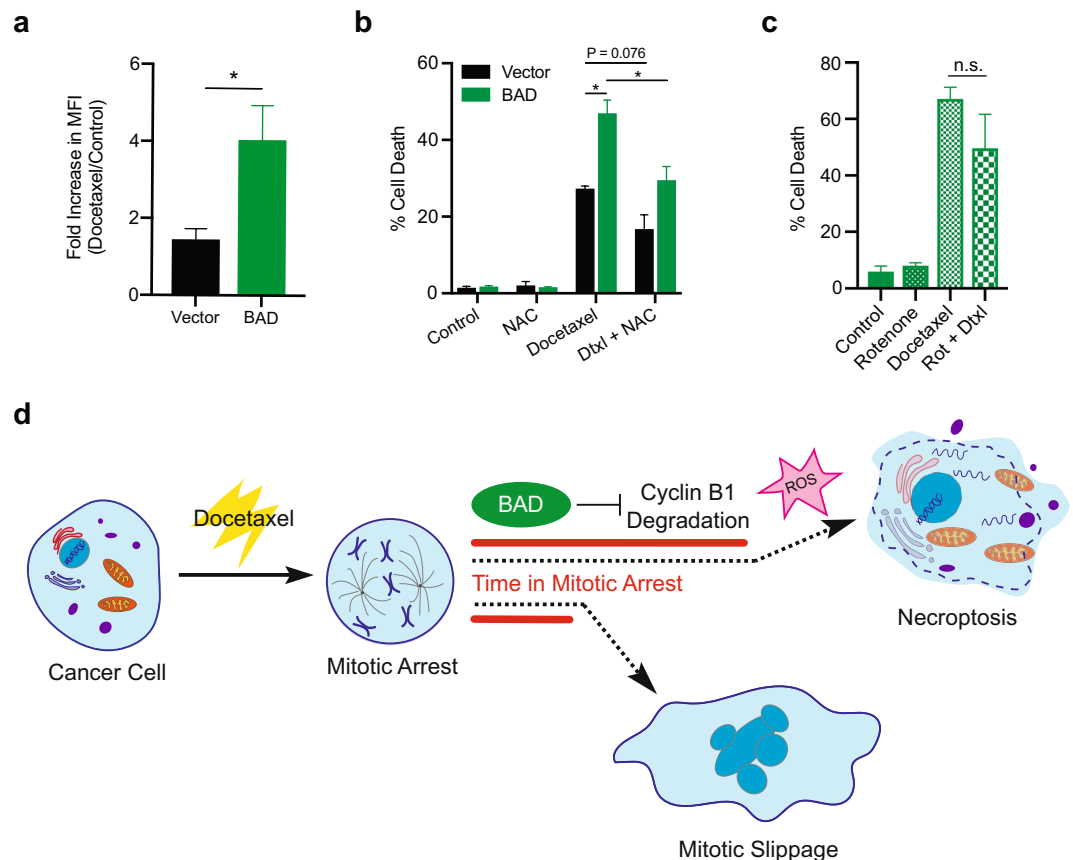 a
Fold Increase in MFI
(Docetaxel/Control)
6
4
2
0
*
Vector
BAD
b
% Cell Death
60
40
20
0
Vector
BAD
P = 0.076
*
*
Control
NAC
Docetaxel
Dtxl + NAC
c
% Cell Death
80
60
40
20
0
n.s.
Control
Rotenone
Docetaxel
Rot + Dtxl
d
Docetaxel
Cancer Cell
Mitotic Arrest
BAD
Cyclin B1
Degradation
ROS
Time in Mitotic Arrest
Necroptosis
Mitotic Slippage